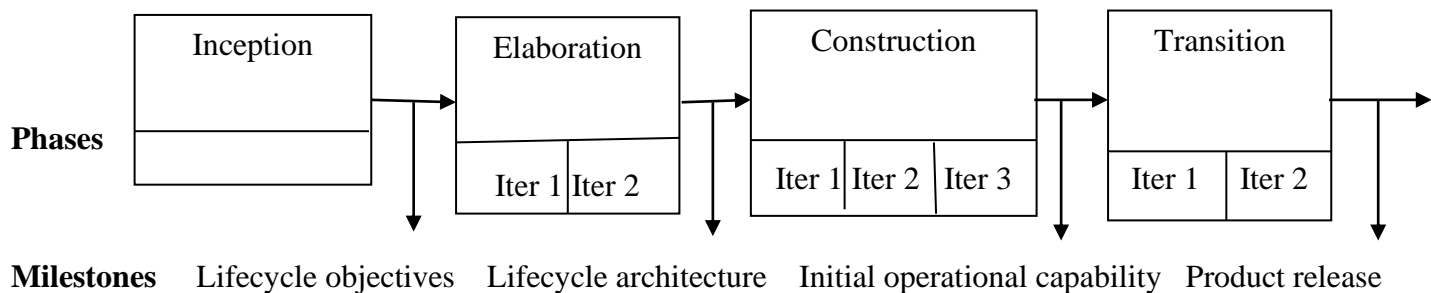 Inception Elaboration Construction Transition
Phases
Iter 1 Iter 2 Iter 1 Iter 2 Iter 3 Iter 1 Iter 2
Milestones Lifecycle objectives Lifecycle architecture Initial operational capability Product release